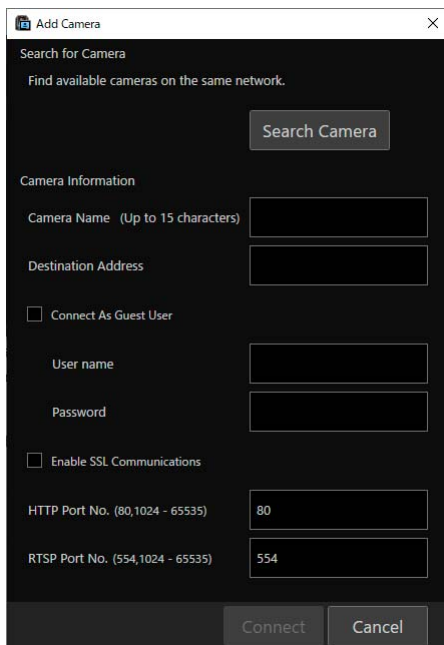 Add Camera
Search for Camera
Find available cameras on the same network.
Search Camera
Camera Information
Camera Name (Up to 15 characters)
Destination Address
Connect As Guest User
User name
Password
Enable SSL Communications
HTTP Port No. (80,1024 - 65535) 80
RTSP Port No. (554,1024 - 65535) 554
Connect Cancel